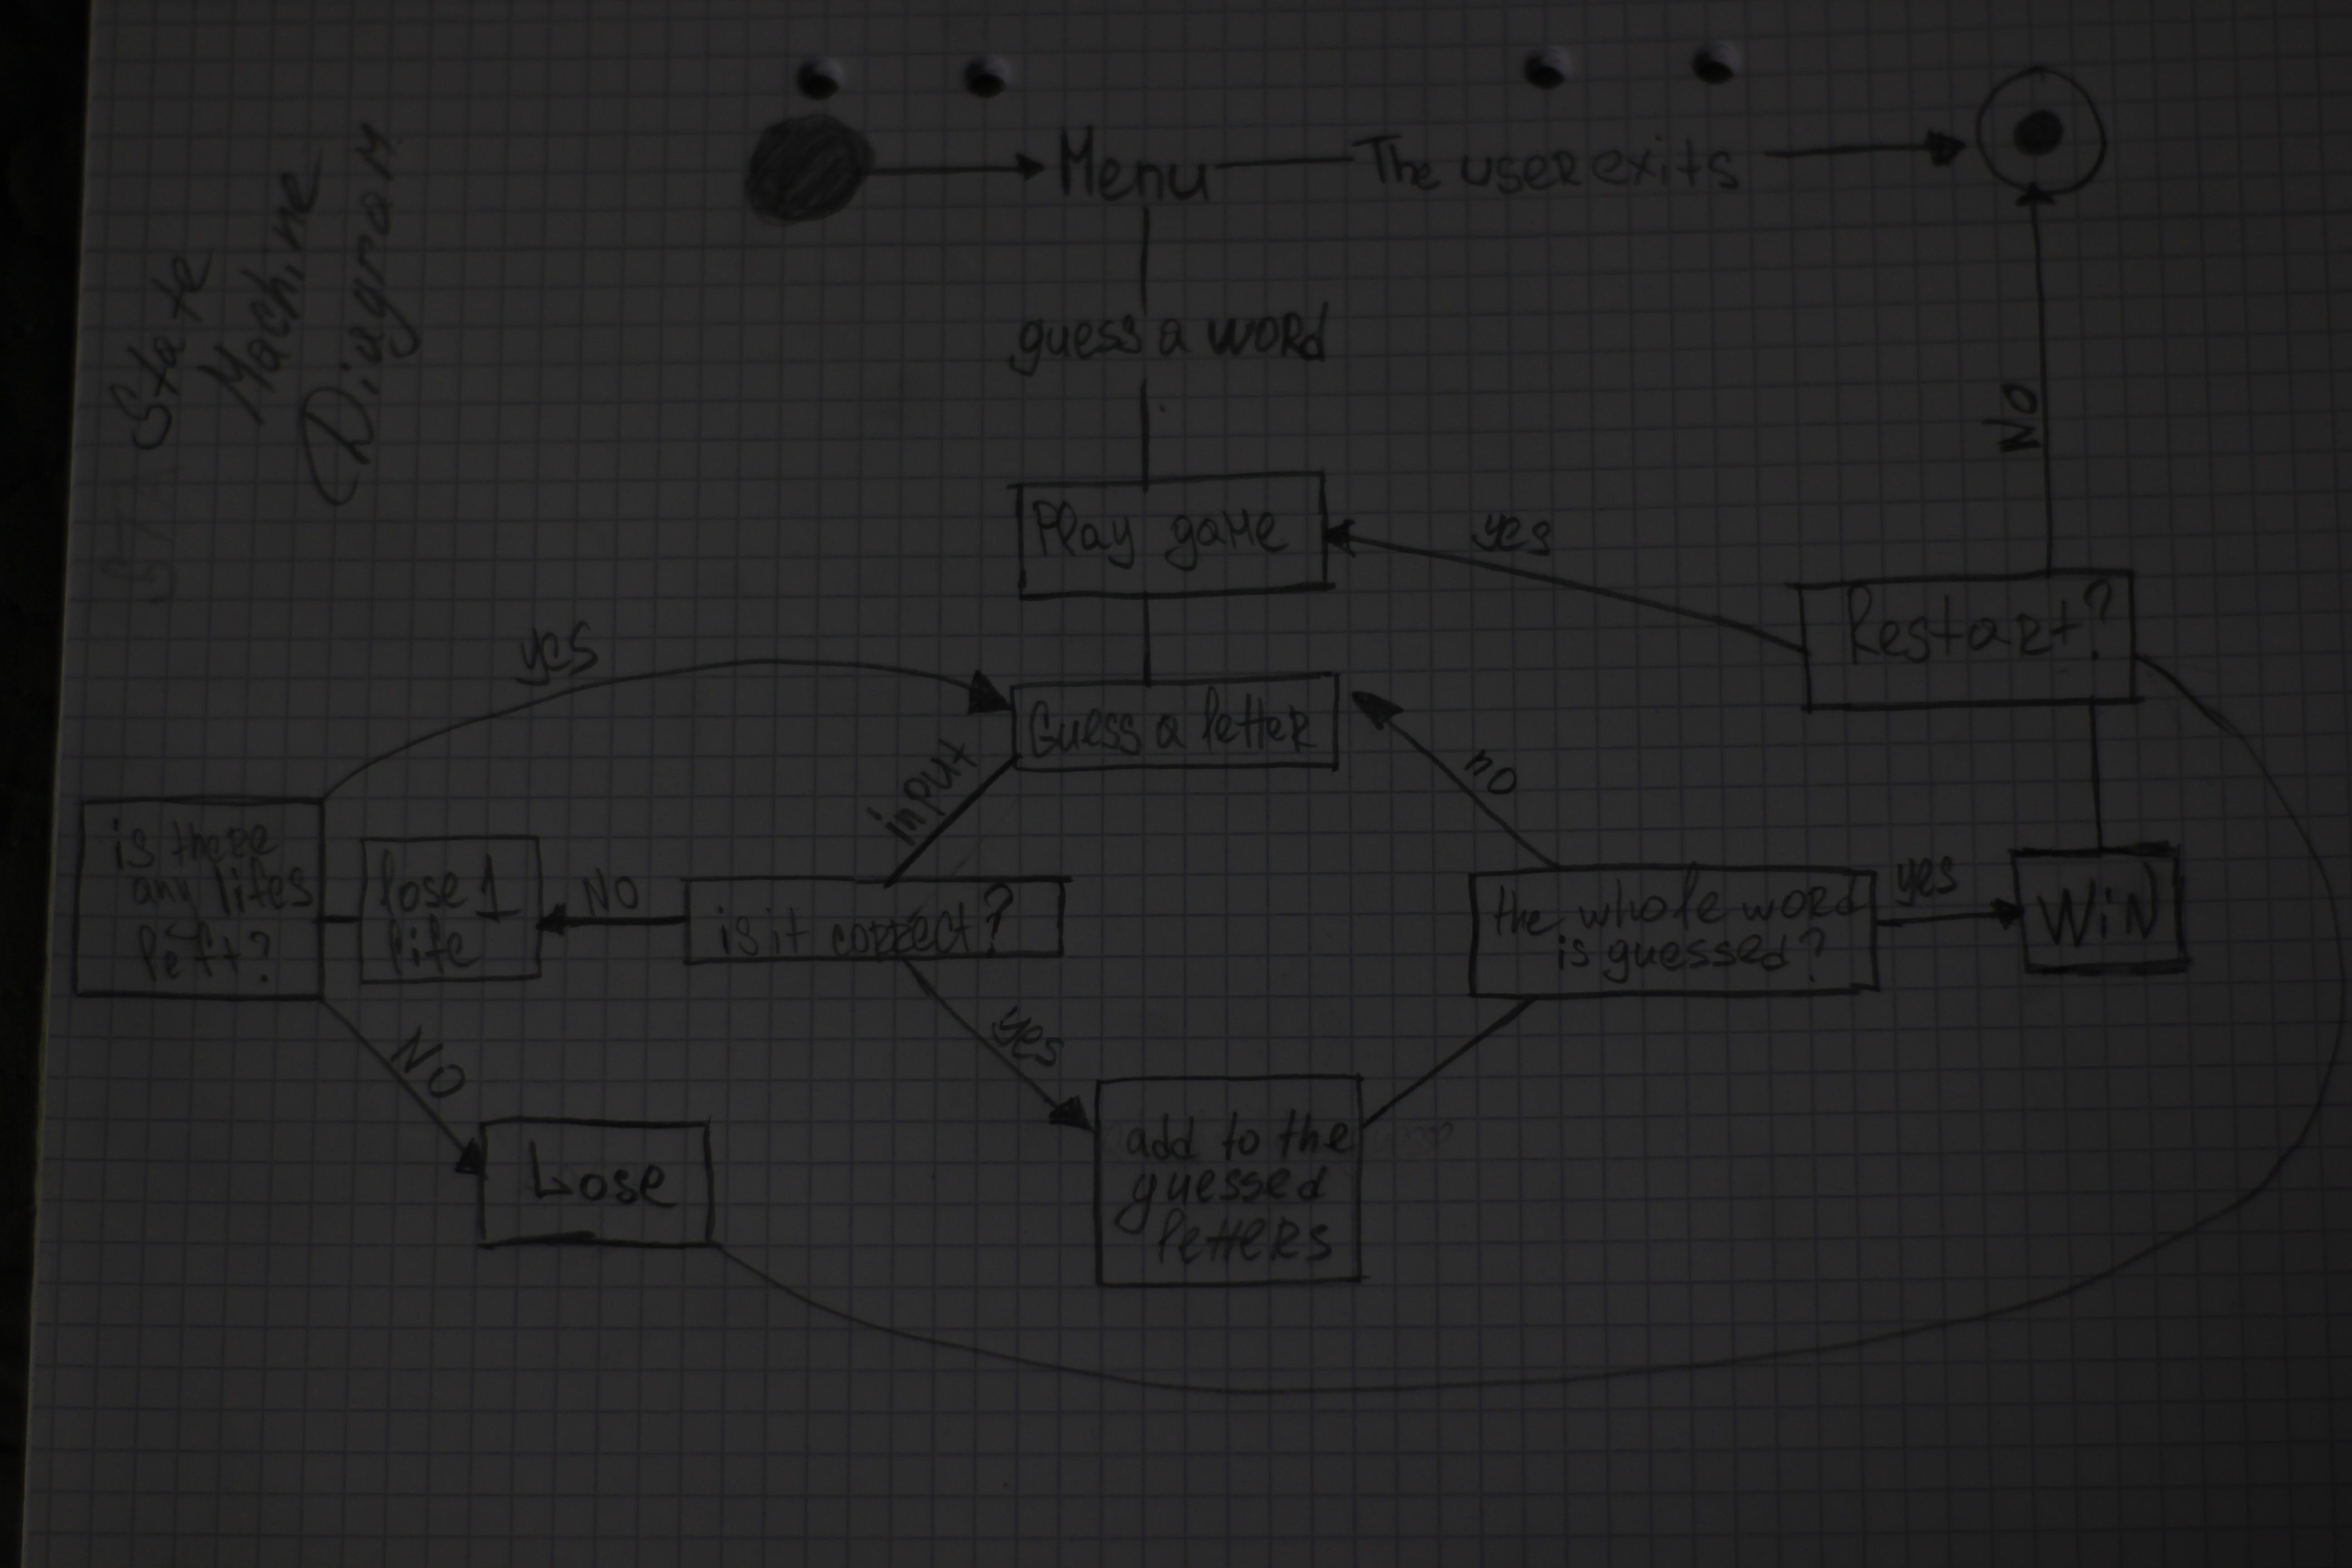 State
Machine
Diagram
Menu
The user exits
guess a word
NO
Play game
yes
Restart?
yes
Guess a letter
input
no
is there
any lifes
left?
lose 1
life
NO
is it correct?
the whole word
is guessed?
yes
WiN
NO
yes
Lose
add to the
guessed
letters